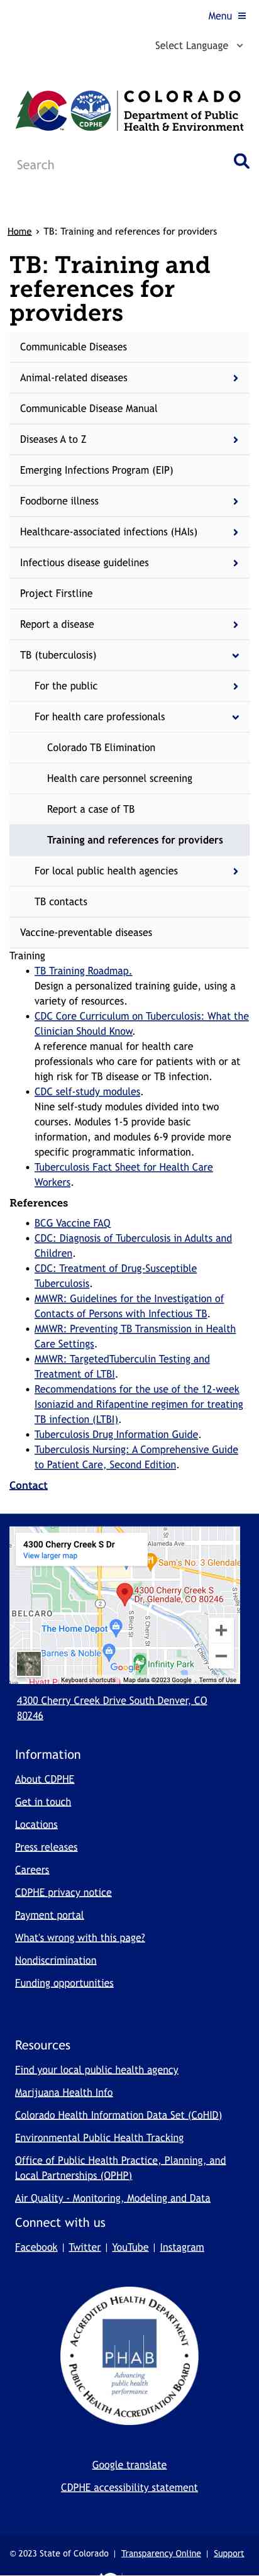 Menu
Select Language
COLORADO
Department of Public
Health & Environment
CDPHE
Search
Home › TB: Training and references for providers
TB: Training and
references for
providers
Communicable Diseases
Animal-related diseases
Communicable Disease Manual
Diseases A to Z
Emerging Infections Program (EIP)
Foodborne illness
Healthcare-associated infections (HAIs)
Infectious disease guidelines
Project Firstline
Report a disease
TB (tuberculosis)
For the public
For health care professionals
Colorado TB Elimination
Health care personnel screening
Report a case of TB
Training and references for providers
For local public health agencies
TB contacts
Vaccine-preventable diseases
Training
• TB Training Roadmap.
Design a personalized training guide, using a
variety of resources.
• CDC Core Curriculum on Tuberculosis: What the
Clinician Should Know.
A reference manual for health care
professionals who care for patients with or at
high risk for TB disease or TB infection.
• CDC self-study modules.
Nine self-study modules divided into two
courses. Modules 1-5 provide basic
information, and modules 6-9 provide more
specific programmatic information.
• Tuberculosis Fact Sheet for Health Care
Workers.
References
• BCG Vaccine FAQ
• CDC: Diagnosis of Tuberculosis in Adults and
Children.
• CDC: Treatment of Drug-Susceptible
Tuberculosis.
• MMWR: Guidelines for the Investigation of
Contacts of Persons with Infectious TB.
• MMWR: Preventing TB Transmission in Health
Care Settings.
• MMWR: TargetedTuberculin Testing and
Treatment of LTBI.
• Recommendations for the use of the 12-week
Isoniazid and Rifapentine regimen for treating
TB infection (LTBI).
• Tuberculosis Drug Information Guide.
• Tuberculosis Nursing: A Comprehensive Guide
to Patient Care, Second Edition.
Contact
4300 Cherry Creek S Dr
View larger map
Alameda Ave
Sam's No. 3 Glendale
4300 Cherry Creek S
Dr, Glendale, CO 80246
BELCARO
The Home Depot
Barnes & Noble
S Birch St
Cherry St
Google
Infinity Park
Hyatt P
Keyboard shortcuts Map data ©2023 Google Terms of Use
4300 Cherry Creek Drive South Denver, CO
80246
Information
About CDPHE
Get in touch
Locations
Press releases
Careers
CDPHE privacy notice
Payment portal
What's wrong with this page?
Nondiscrimination
Funding opportunities
Resources
Find your local public health agency
Marijuana Health Info
Colorado Health Information Data Set (CoHID)
Environmental Public Health Tracking
Office of Public Health Practice, Planning, and
Local Partnerships (OPHP)
Air Quality - Monitoring, Modeling and Data
Connect with us
Facebook | Twitter | YouTube | Instagram
ACCREDITED HEALTH DEPARTMENT
PHAB
Advancing
public health
performance
PUBLIC HEALTH ACCREDITATION BOARD
Google translate
CDPHE accessibility statement
© 2023 State of Colorado | Transparency Online | Support